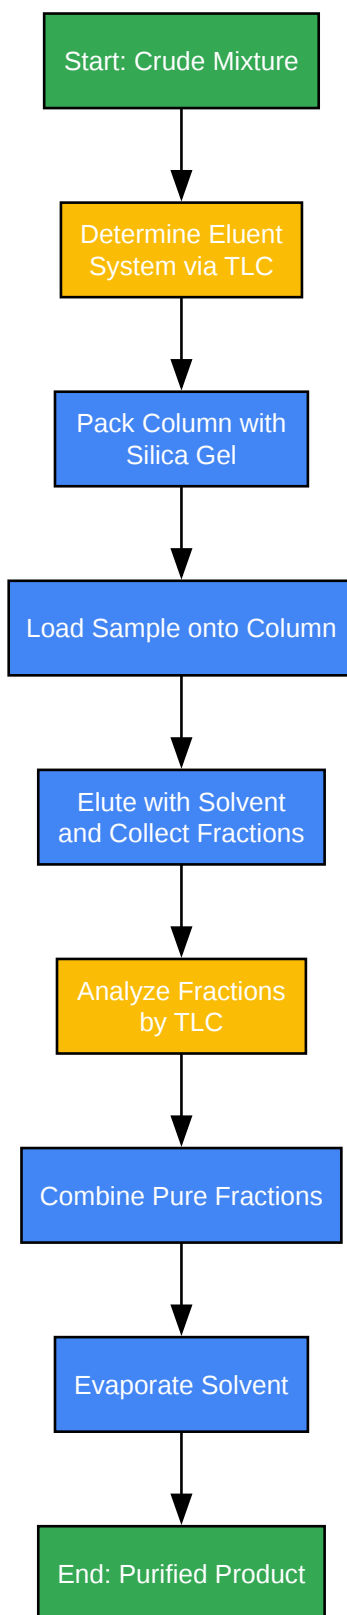 Start: Crude Mixture
Determine Eluent
System via TLC
Pack Column with
Silica Gel
Load Sample onto Column
Elute with Solvent
and Collect Fractions
Analyze Fractions
by TLC
Combine Pure Fractions
Evaporate Solvent
End: Purified Product